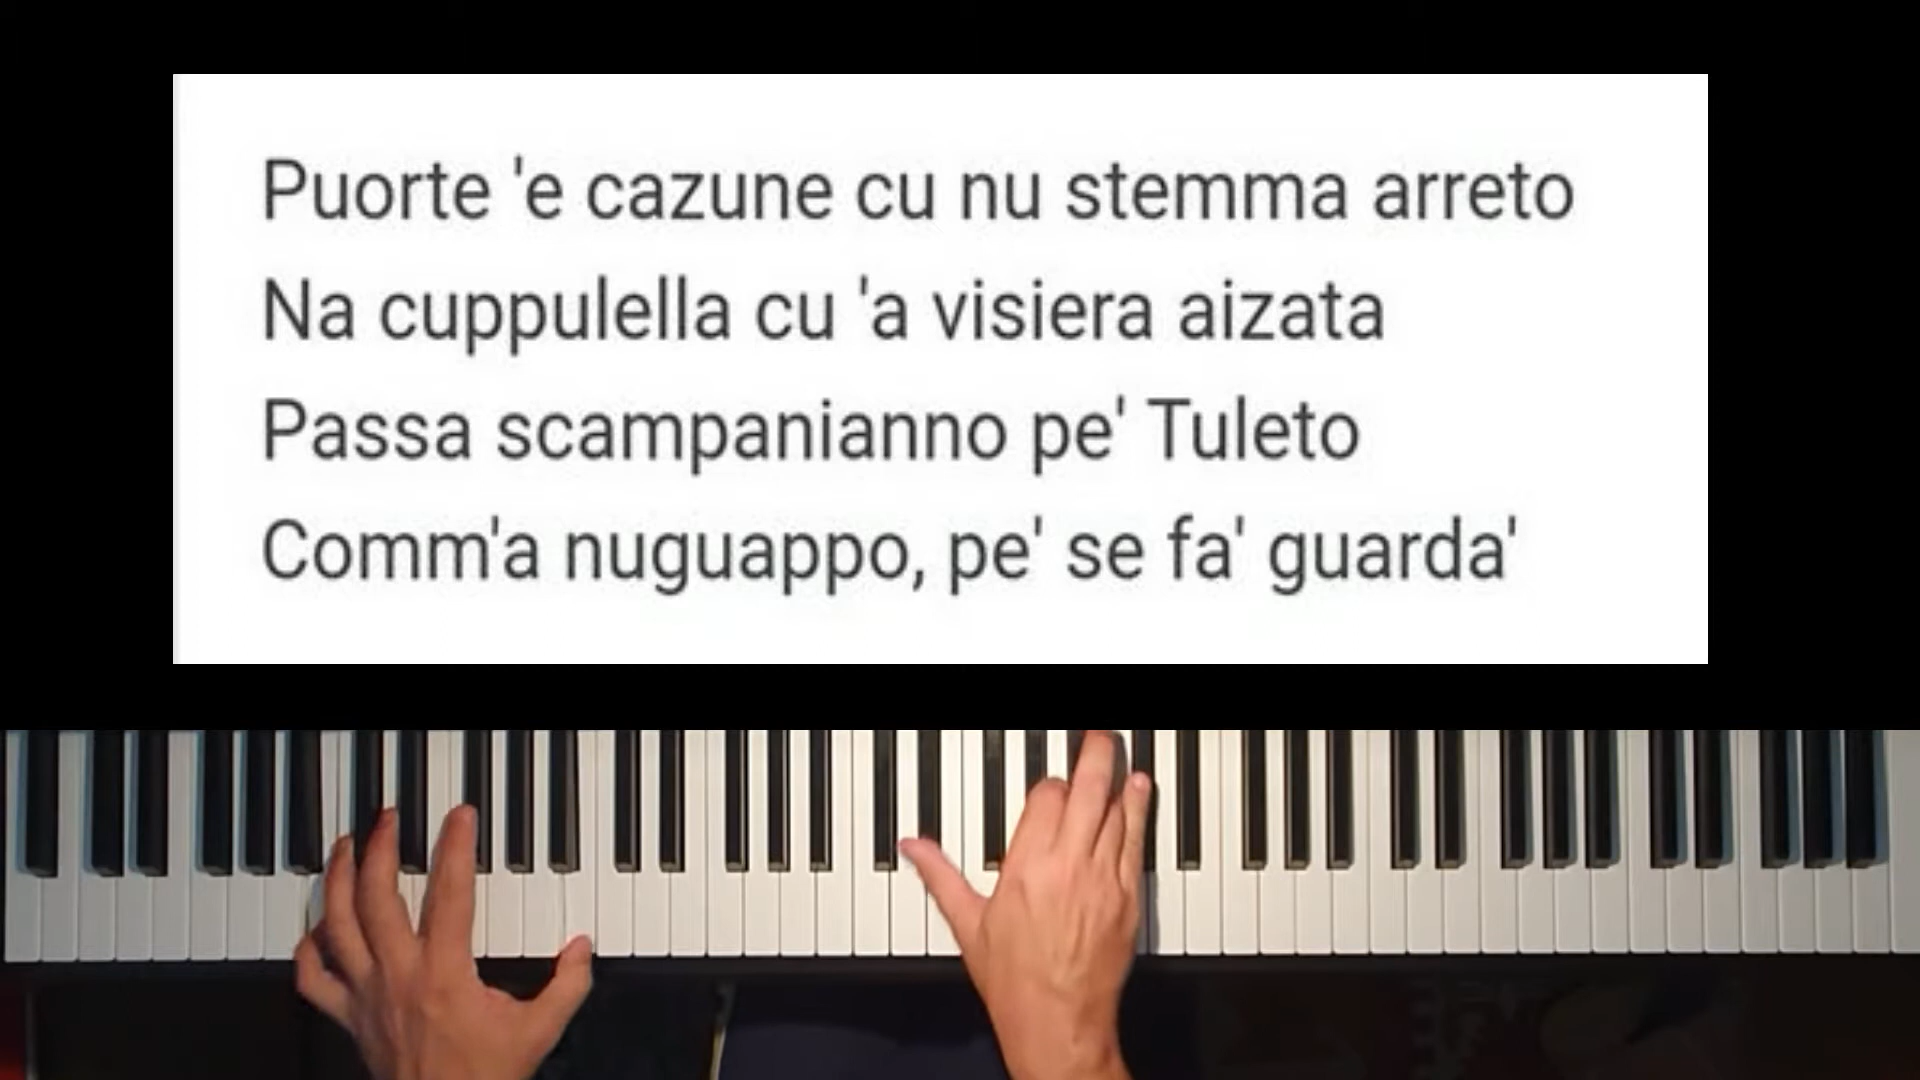 Puorte 'e cazune cu nu stemma arreto
Na cuppulella cu 'a visiera aizata
Passa scampanianno pe' Tuleto
Comm'a nuguappo, pe' se fa' guarda'